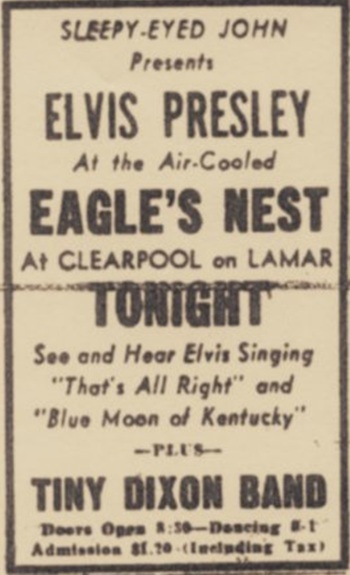 SLEEPY-EYED JOHN
Presents
ELVIS PRESLEY
At the Air-Cooled
EAGLE'S NEST
At CLEARPOOL on LAMAR
TONIGHT
See and Hear Elvis Singing
"That's All Right" and
"Blue Moon of Kentucky"
—PLUS—
TINY DIXON BAND
Doors Open 8:30—Dancing
Admission $1.20 (Including Tax)